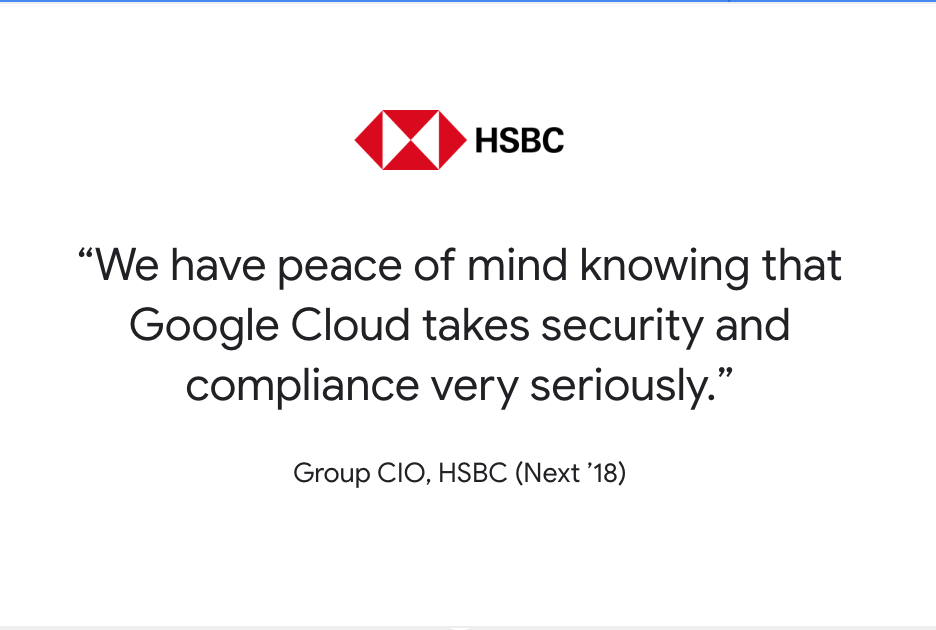 HSBC
“We have peace of mind knowing that
Google Cloud takes security and
compliance very seriously.”
Group CIO, HSBC (Next ’18)